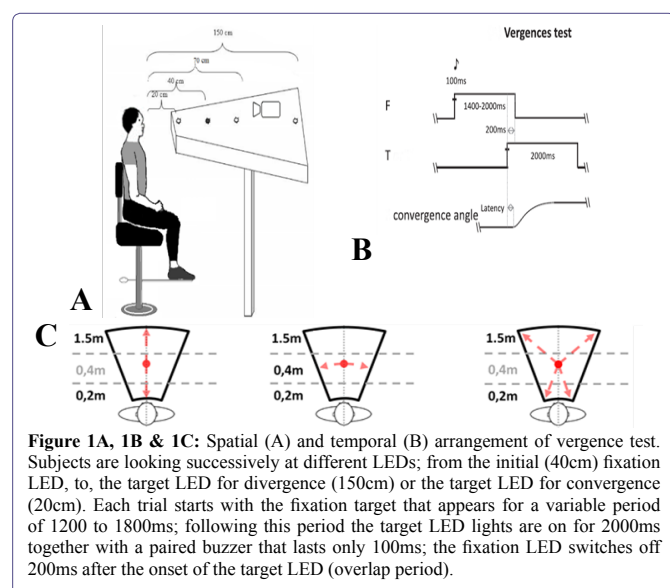 150 cm
70 cm
40 cm
20 cm
A
Vergences test
100ms
F
1400-2000ms
200ms
T
2000ms
Latency
convergence angle
B
C
1.5m
0,4m
0,2m
1.5m
0,4m
0,2m
1.5m
0,4m
0,2m
Figure 1A, 1B & 1C: Spatial (A) and temporal (B) arrangement of vergence test.
Subjects are looking successively at different LEDs; from the initial (40cm) fixation
LED, to, the target LED for divergence (150cm) or the target LED for convergence
(20cm). Each trial starts with the fixation target that appears for a variable period
of 1200 to 1800ms; following this period the target LED lights are on for 2000ms
together with a paired buzzer that lasts only 100ms; the fixation LED switches off
200ms after the onset of the target LED (overlap period).